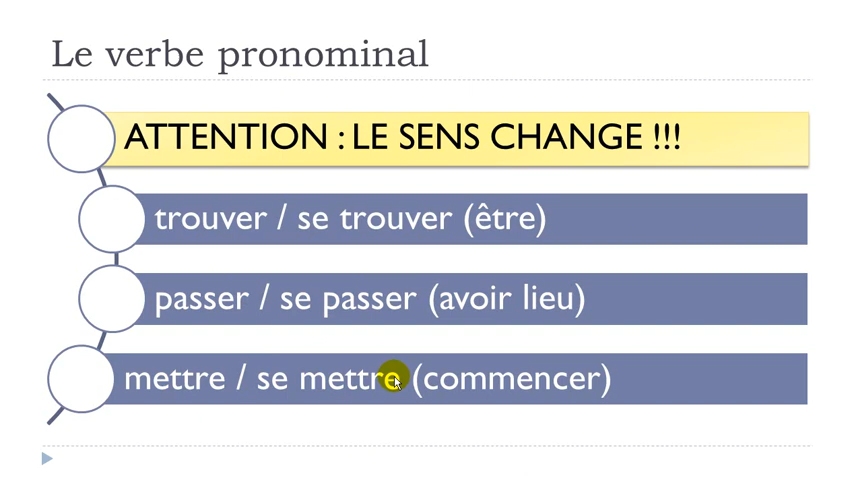 Le verbe pronominal
ATTENTION : LE SENS CHANGE !!!
trouver / se trouver (être)
passer / se passer (avoir lieu)
mettre / se mettre (commencer)